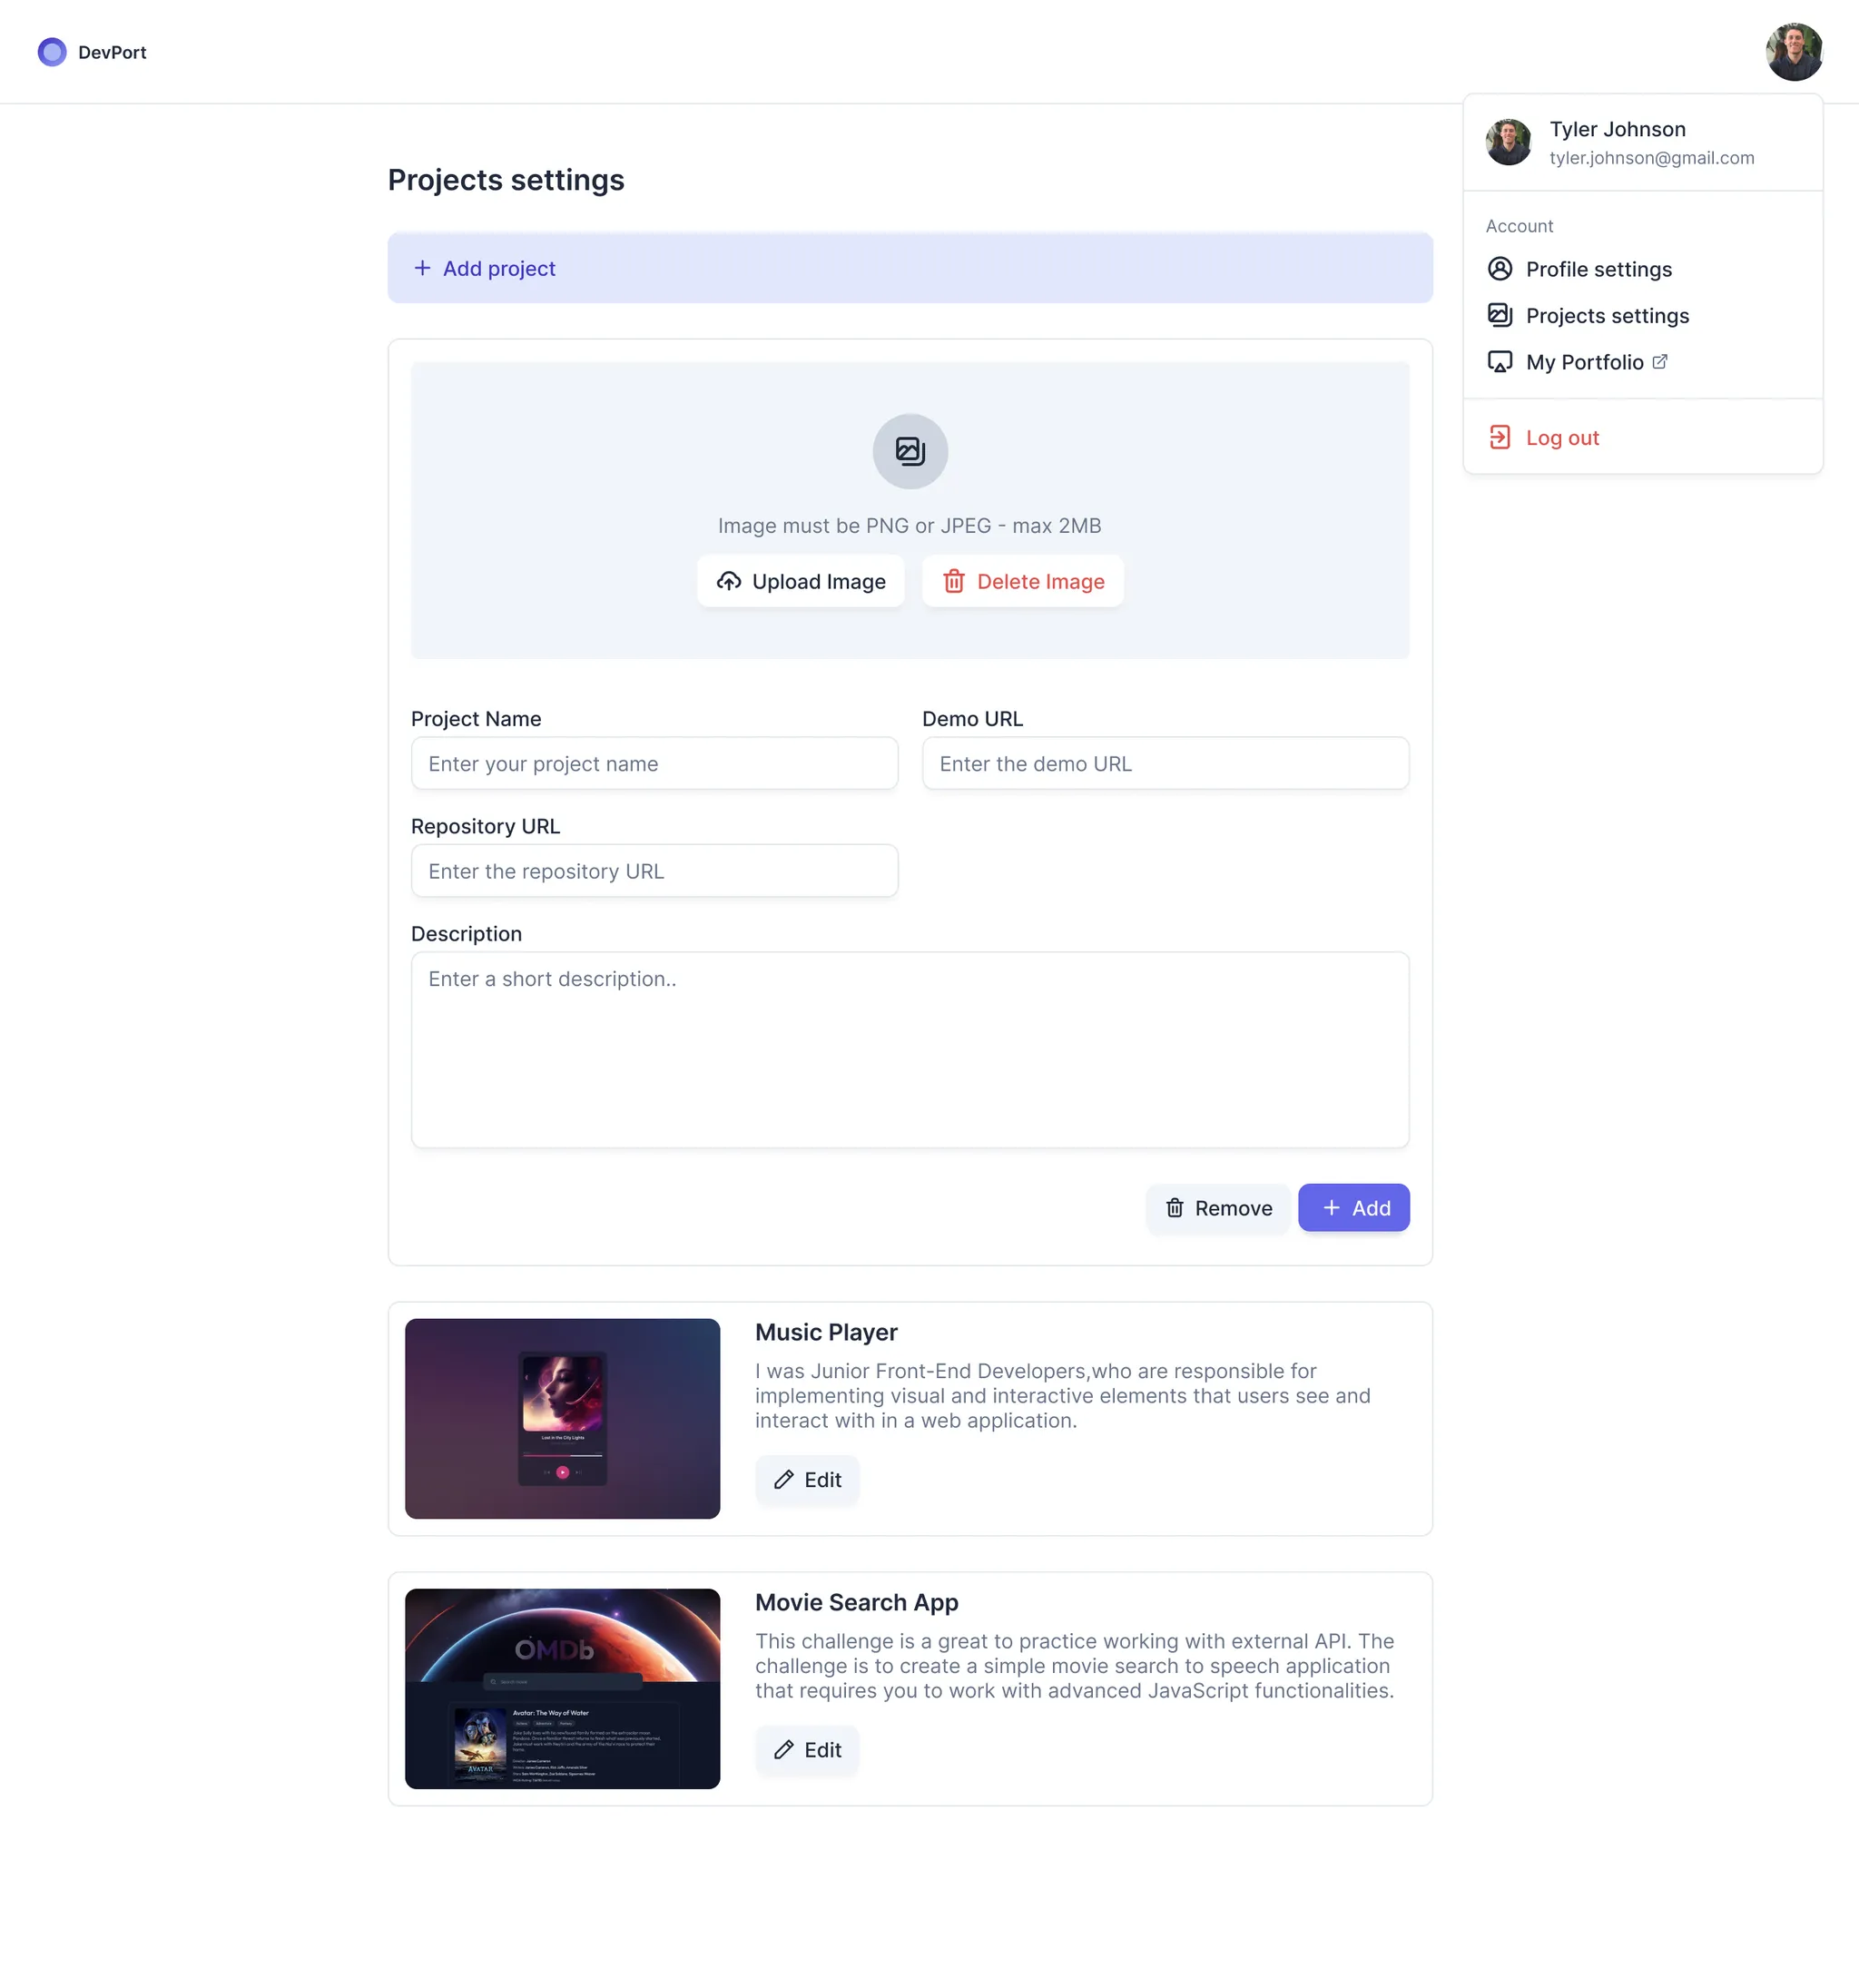 DevPort
Tyler Johnson
tyler.johnson@gmail.com
Account
Profile settings
Projects settings
My Portfolio
Log out
Projects settings
+ Add project
Image must be PNG or JPEG - max 2MB
Upload Image
Delete Image
Project Name
Enter your project name
Demo URL
Enter the demo URL
Repository URL
Enter the repository URL
Description
Enter a short description..
Remove
+ Add
Lost in the City Lights
Music Player
I was Junior Front-End Developers,who are responsible for
implementing visual and interactive elements that users see and
interact with in a web application.
Edit
OMDb
Avatar: The Way of Water
AVATAR
Movie Search App
This challenge is a great to practice working with external API. The
challenge is to create a simple movie search to speech application
that requires you to work with advanced JavaScript functionalities.
Edit